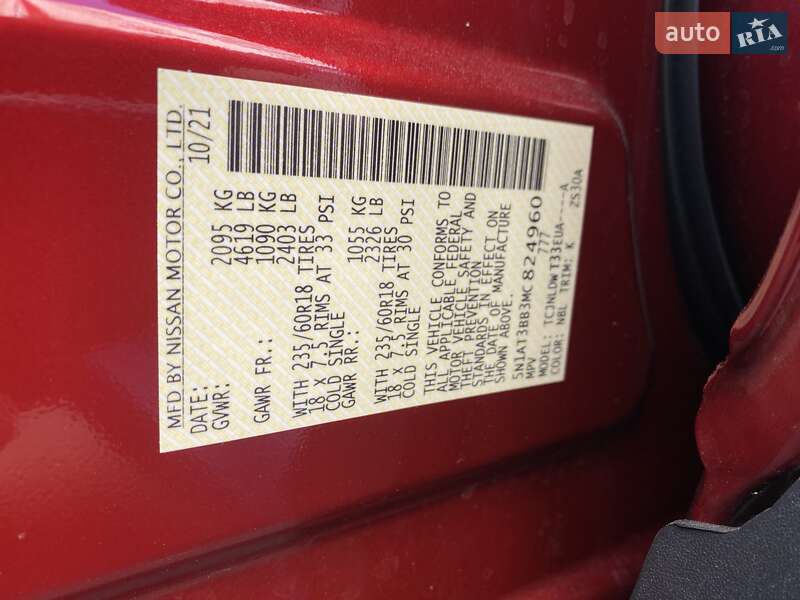 MFD BY NISSAN MOTOR CO., LTD.
DATE: 10/21
GVWR: 2095 KG
4619 LB
GAWR FR.: 1090 KG
2403 LB
WITH 235/60R18 TIRES
18 X 7.5 RIMS AT 33 PSI
COLD SINGLE
GAWR RR.: 1055 KG
2326 LB
WITH 235/60R18 TIRES
18 X 7.5 RIMS AT 30 PSI
COLD SINGLE
THIS VEHICLE CONFORMS TO
ALL APPLICABLE FEDERAL
MOTOR VEHICLE SAFETY AND
THEFT PREVENTION
STANDARDS IN EFFECT ON
THE DATE OF MANUFACTURE
SHOWN ABOVE.
5N1AT3BB3MC824960
MPV 777
MODEL: TCJNLDWT33EUA-----A
COLOR: NBL TRIM: K ZS30A
auto RIA .com